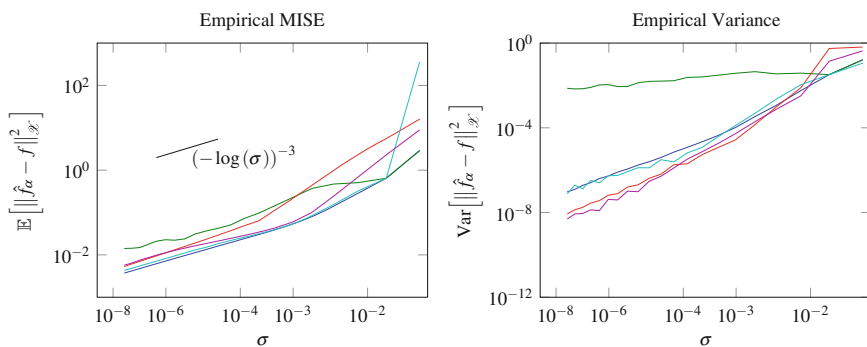 Empirical MISE
10^2
10^0
10^{-2}
𝔼[||f̂_α − f||²_𝒳]
(−log(σ))^{−3}
10^{-8} 10^{-6} 10^{-4} 10^{-3} 10^{-2}
σ
Empirical Variance
10^0
10^{-4}
10^{-8}
10^{-12}
Var[||f̂_α − f||²_𝒳]
10^{-8} 10^{-6} 10^{-4} 10^{-3} 10^{-2}
σ